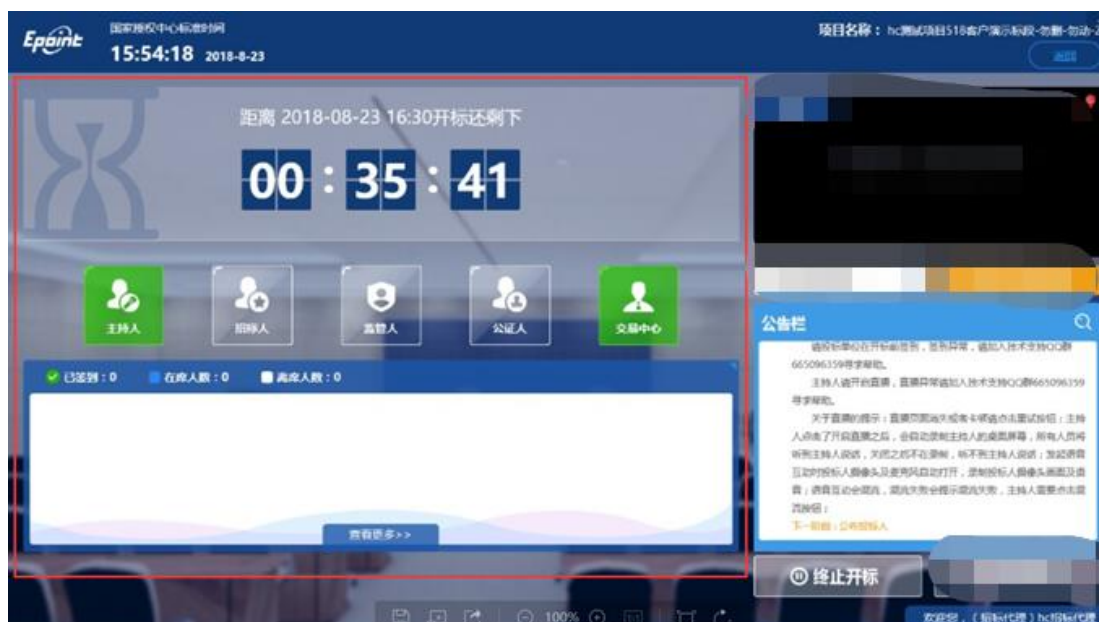 Epoint
国家授权中心标准时间
15:54:18 2018-8-23
项目名称： hc测试项目518客户演示标段-勿删-勿动-2
返回
距离 2018-08-23 16:30开标还剩下
00 : 35 : 41
主持人
招标人
监管人
公证人
交易中心
已签到：0 在席人数：0 离席人数：0
查看更多>>
公告栏
请投标单位在开标前签到，签到异常，请加入技术支持QQ群
665096359寻求帮助。
主持人请开启直播，直播异常请加入技术支持QQ群665096359
寻求帮助。
关于直播的提示：直播页面消失或者卡顿请点击重试按钮；主持
人点击了开启直播之后，会自动录制主持人的桌面屏幕，所有人员将
听到主持人说话，关闭之后不在录制，听不到主持人说话；发起语音
互动时投标人摄像头及麦克风自动打开，录制投标人摄像头画面及语
音；语音互动会混流，混流失败会提示混流失败，主持人需要点击混
流按钮；
下一阶段：公布投标人
终止开标
100%
欢迎您，（招标代理）hc招标代理